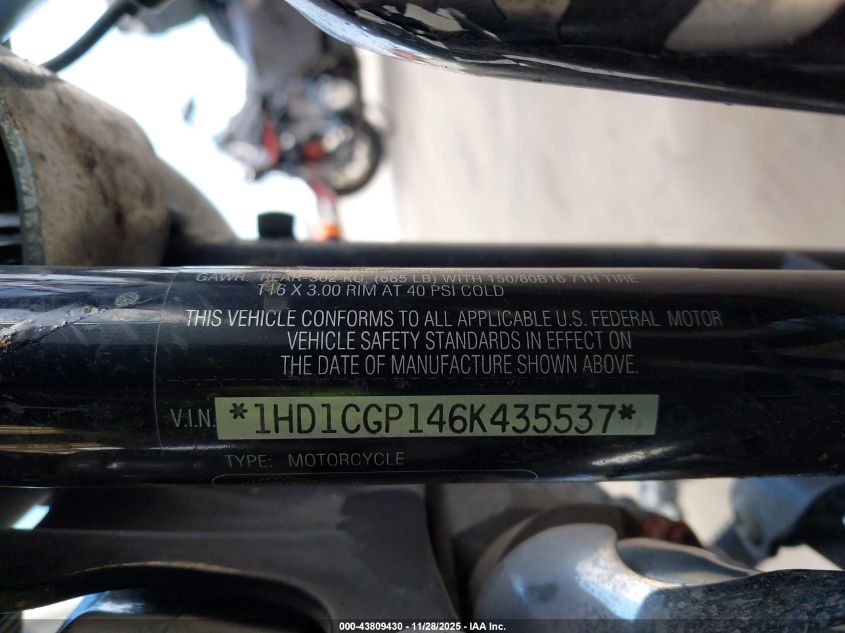 GAWR: REAR-302 KG (665 LB) WITH 150/80B16 71H TIRE
T16 X 3.00 RIM AT 40 PSI COLD
THIS VEHICLE CONFORMS TO ALL APPLICABLE U.S. FEDERAL MOTOR
VEHICLE SAFETY STANDARDS IN EFFECT ON
THE DATE OF MANUFACTURE SHOWN ABOVE.
V.I.N. *1HD1CGP146K435537*
TYPE: MOTORCYCLE
000-43809430 - 11/28/2025 - IAA Inc.